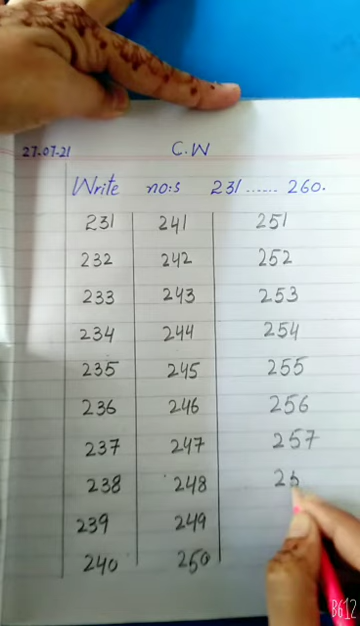 27.07.21 C.W
Write no:s 231 ...... 260.
231 241 251
232 242 252
233 243 253
234 244 254
235 245 255
236 246 256
237 247 257
238 248 25
239 249
240 250
B612